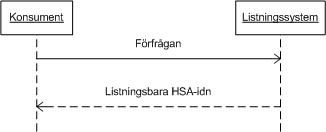 Konsument
Listningssystem
Förfrågan
Listningsbara HSA-idn